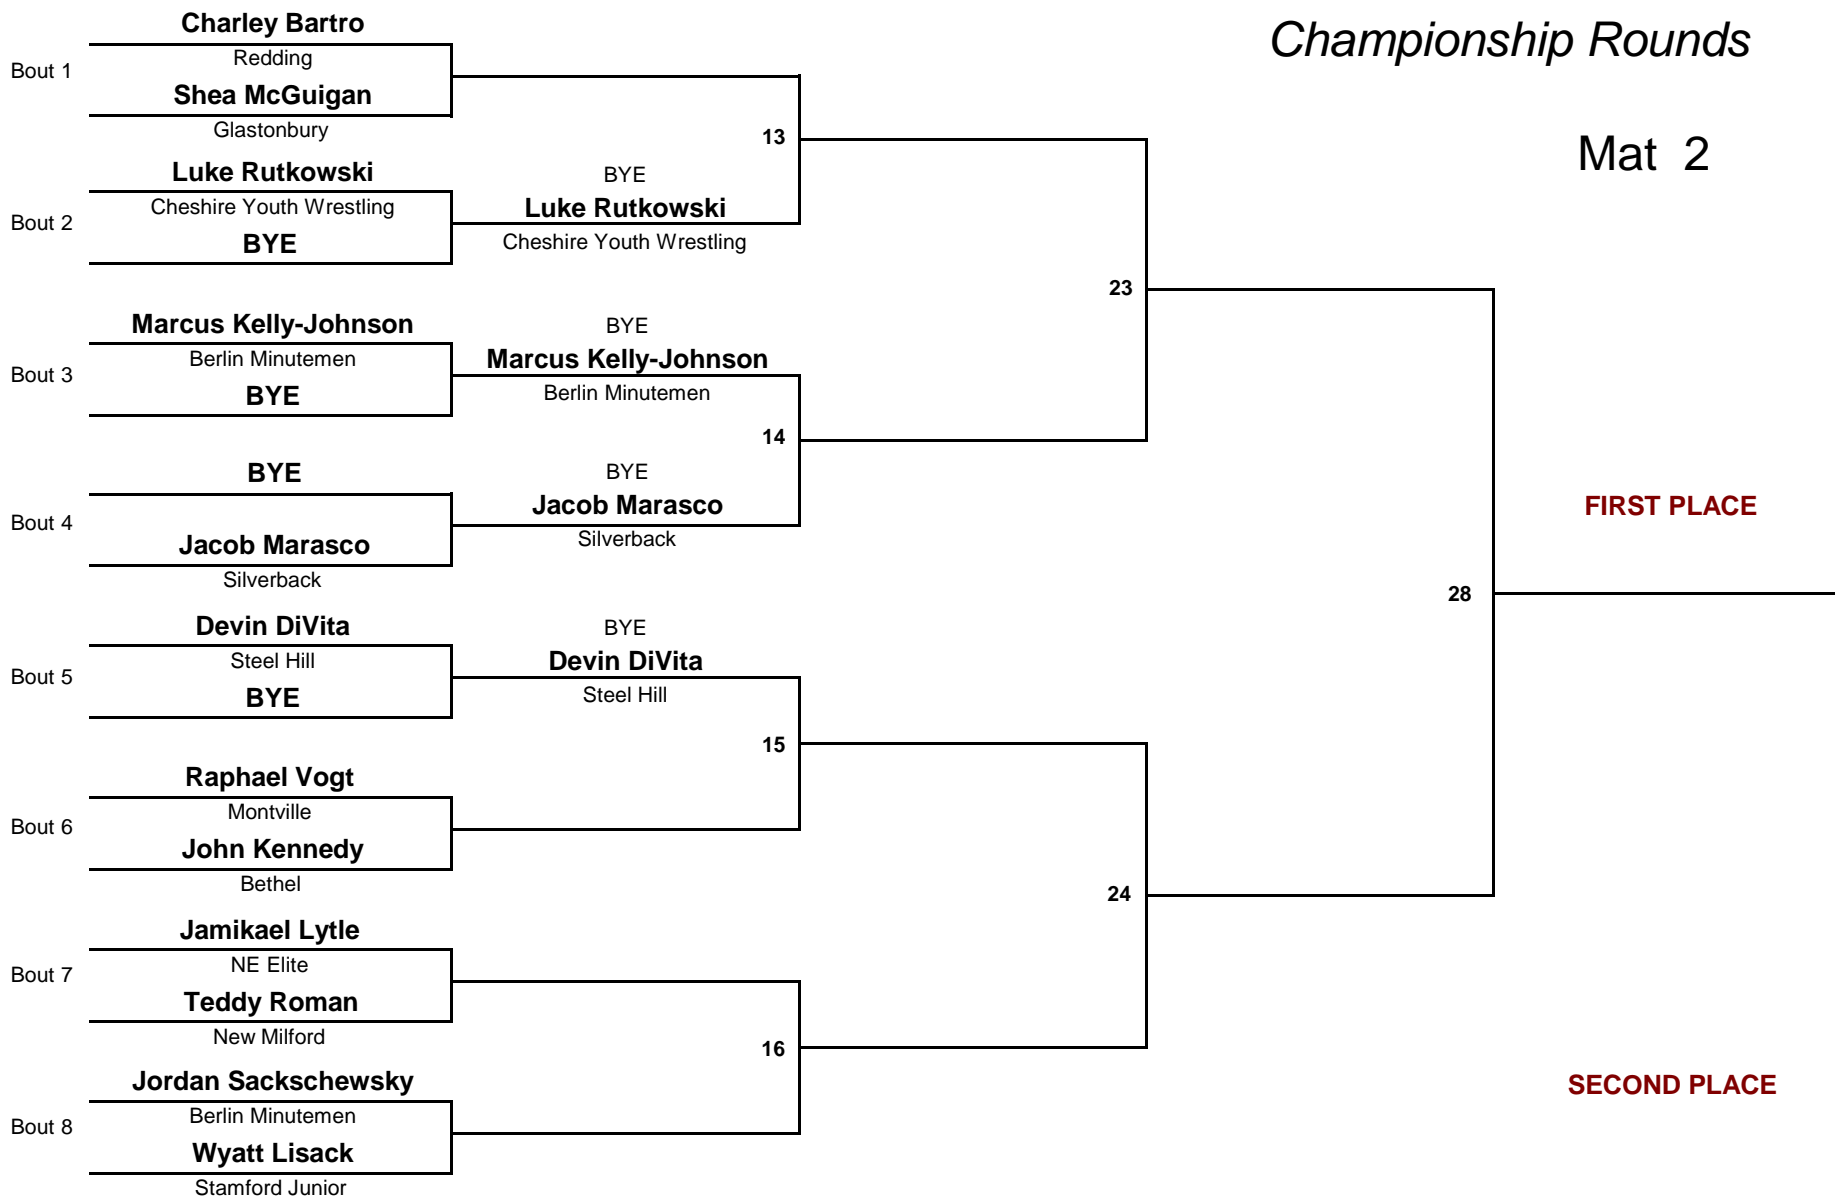 Championship Rounds
Mat 2
Charley Bartro
Redding
Bout 1
Shea McGuigan
Glastonbury
Luke Rutkowski
Cheshire Youth Wrestling
Bout 2
BYE
Marcus Kelly-Johnson
Berlin Minutemen
Bout 3
BYE
BYE
Bout 4
Jacob Marasco
Silverback
Devin DiVita
Steel Hill
Bout 5
BYE
Raphael Vogt
Montville
Bout 6
John Kennedy
Bethel
Jamikael Lytle
NE Elite
Bout 7
Teddy Roman
New Milford
Jordan Sackschewsky
Berlin Minutemen
Bout 8
Wyatt Lisack
Stamford Junior
13
BYE
Luke Rutkowski
Cheshire Youth Wrestling
BYE
Marcus Kelly-Johnson
Berlin Minutemen
14
BYE
Jacob Marasco
Silverback
BYE
Devin DiVita
Steel Hill
15
16
23
24
28
FIRST PLACE
SECOND PLACE